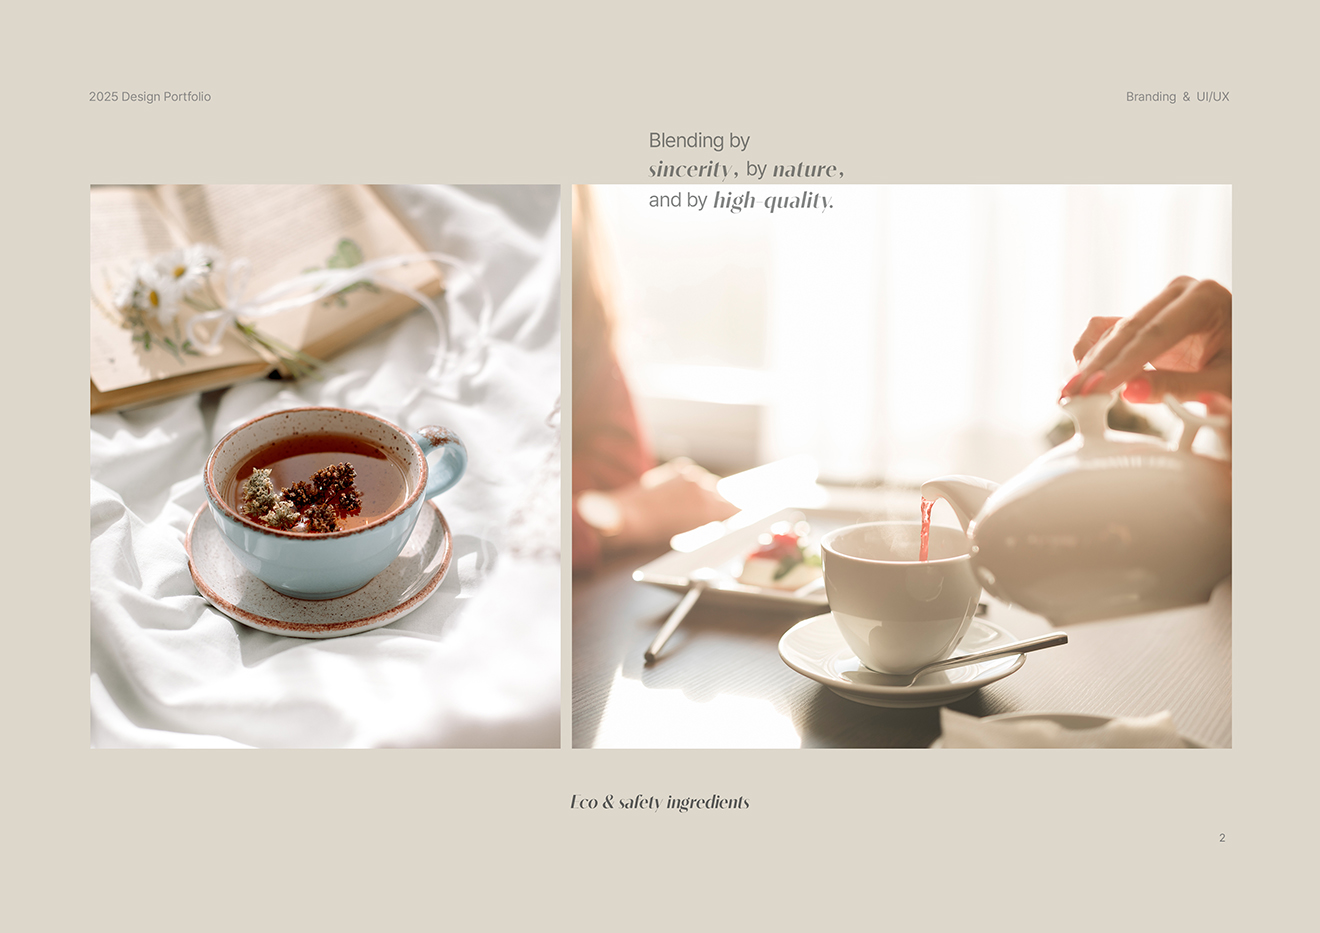 2025 Design Portfolio
Branding & UI/UX
Blending by
sincerity, by nature,
and by high-quality.
Eco & safety ingredients
2